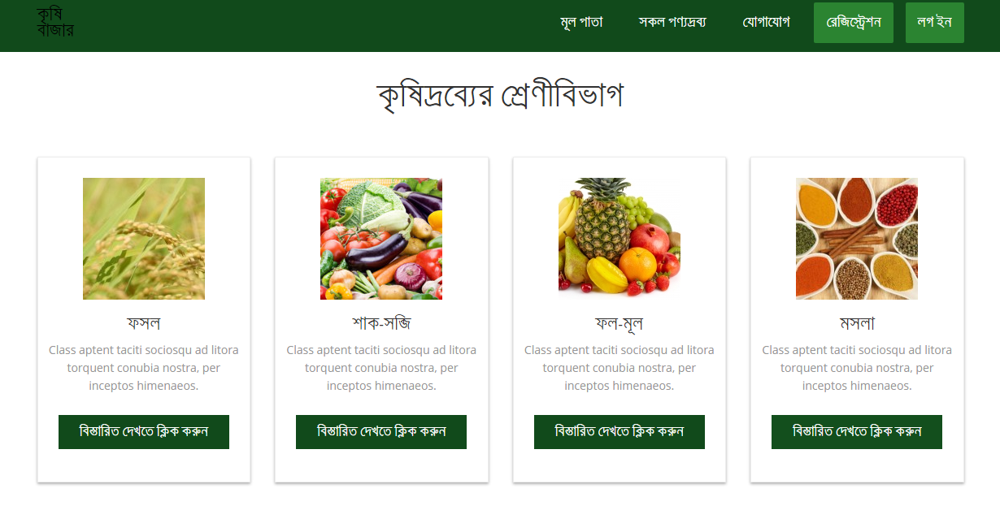 কৃষি
বাজার
মূল পাতা সকল পণ্যদ্রব্য যোগাযোগ রেজিস্ট্রেশন লগ ইন
কৃষিদ্রব্যের শ্রেণীবিভাগ
ফসল
Class aptent taciti sociosqu ad litora
torquent conubia nostra, per
inceptos himenaeos.
বিস্তারিত দেখতে ক্লিক করুন
শাক-সব্জি
Class aptent taciti sociosqu ad litora
torquent conubia nostra, per
inceptos himenaeos.
বিস্তারিত দেখতে ক্লিক করুন
ফল-মূল
Class aptent taciti sociosqu ad litora
torquent conubia nostra, per
inceptos himenaeos.
বিস্তারিত দেখতে ক্লিক করুন
মসলা
Class aptent taciti sociosqu ad litora
torquent conubia nostra, per
inceptos himenaeos.
বিস্তারিত দেখতে ক্লিক করুন